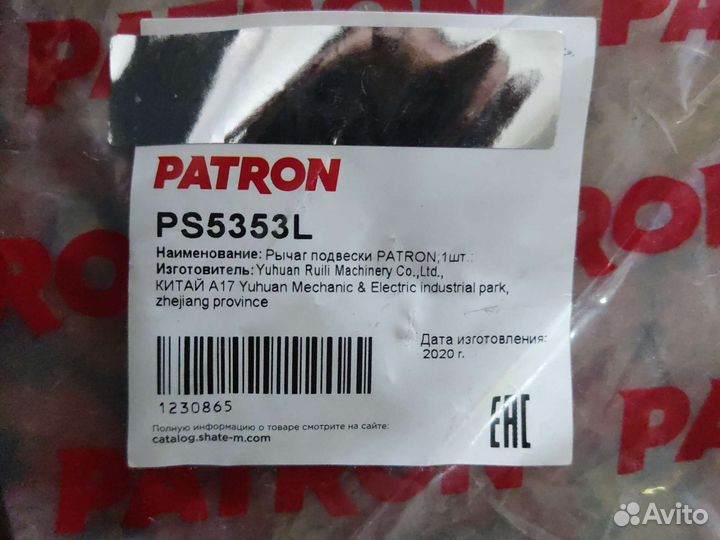 PATRON
PS5353L
Наименование: Рычаг подвески PATRON;1шт.;
Изготовитель: Yuhuan Ruili Machinery Co.,Ltd.,
КИТАЙ A17 Yuhuan Mechanic & Electric industrial park,
zhejiang province
Дата изготовления:
2020 г.
1230865
Полную информацию о товаре смотрите на сайте:
catalog.shate-m.com
EAC
PATRON
Avito